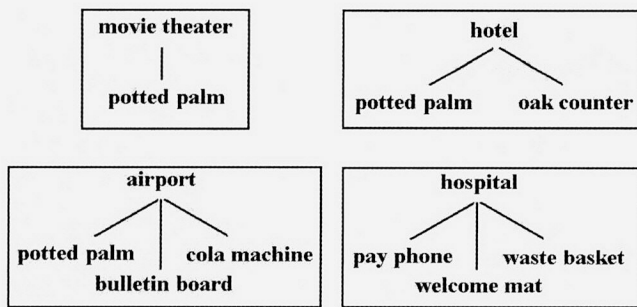 movie theater
potted palm
hotel
potted palm oak counter
airport
potted palm cola machine
bulletin board
hospital
pay phone waste basket
welcome mat